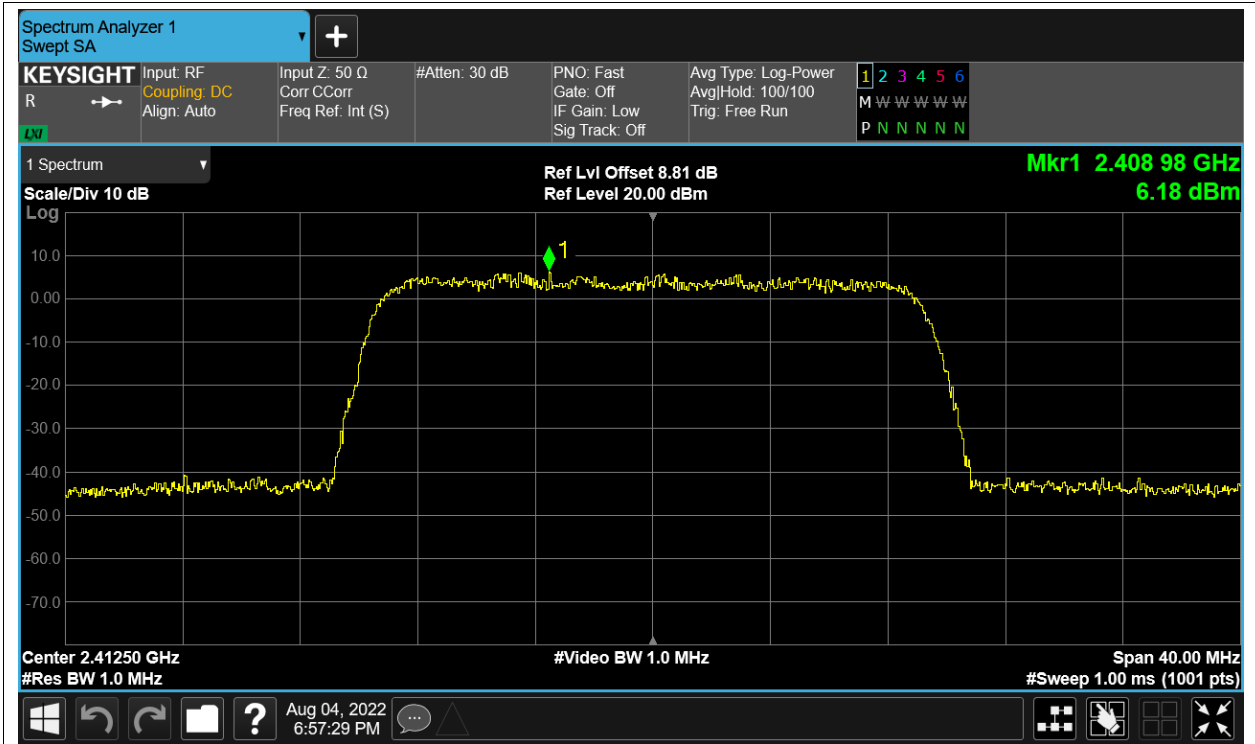 Spectrum Analyzer 1
Swept SA
+
KEYSIGHT
R
LXI
Input: RF
Coupling: DC
Align: Auto
Input Z: 50 Ω
Corr CCorr
Freq Ref: Int (S)
#Atten: 30 dB
PNO: Fast
Gate: Off
IF Gain: Low
Sig Track: Off
Avg Type: Log-Power
Avg|Hold: 100/100
Trig: Free Run
1 2 3 4 5 6
M W W W W W
P N N N N N
1 Spectrum
Scale/Div 10 dB
Log
Ref Lvl Offset 8.81 dB
Ref Level 20.00 dBm
Mkr1 2.408 98 GHz
6.18 dBm
1
10.0
0.00
-10.0
-20.0
-30.0
-40.0
-50.0
-60.0
-70.0
Center 2.41250 GHz
#Res BW 1.0 MHz
#Video BW 1.0 MHz
Span 40.00 MHz
#Sweep 1.00 ms (1001 pts)
?
Aug 04, 2022
6:57:29 PM